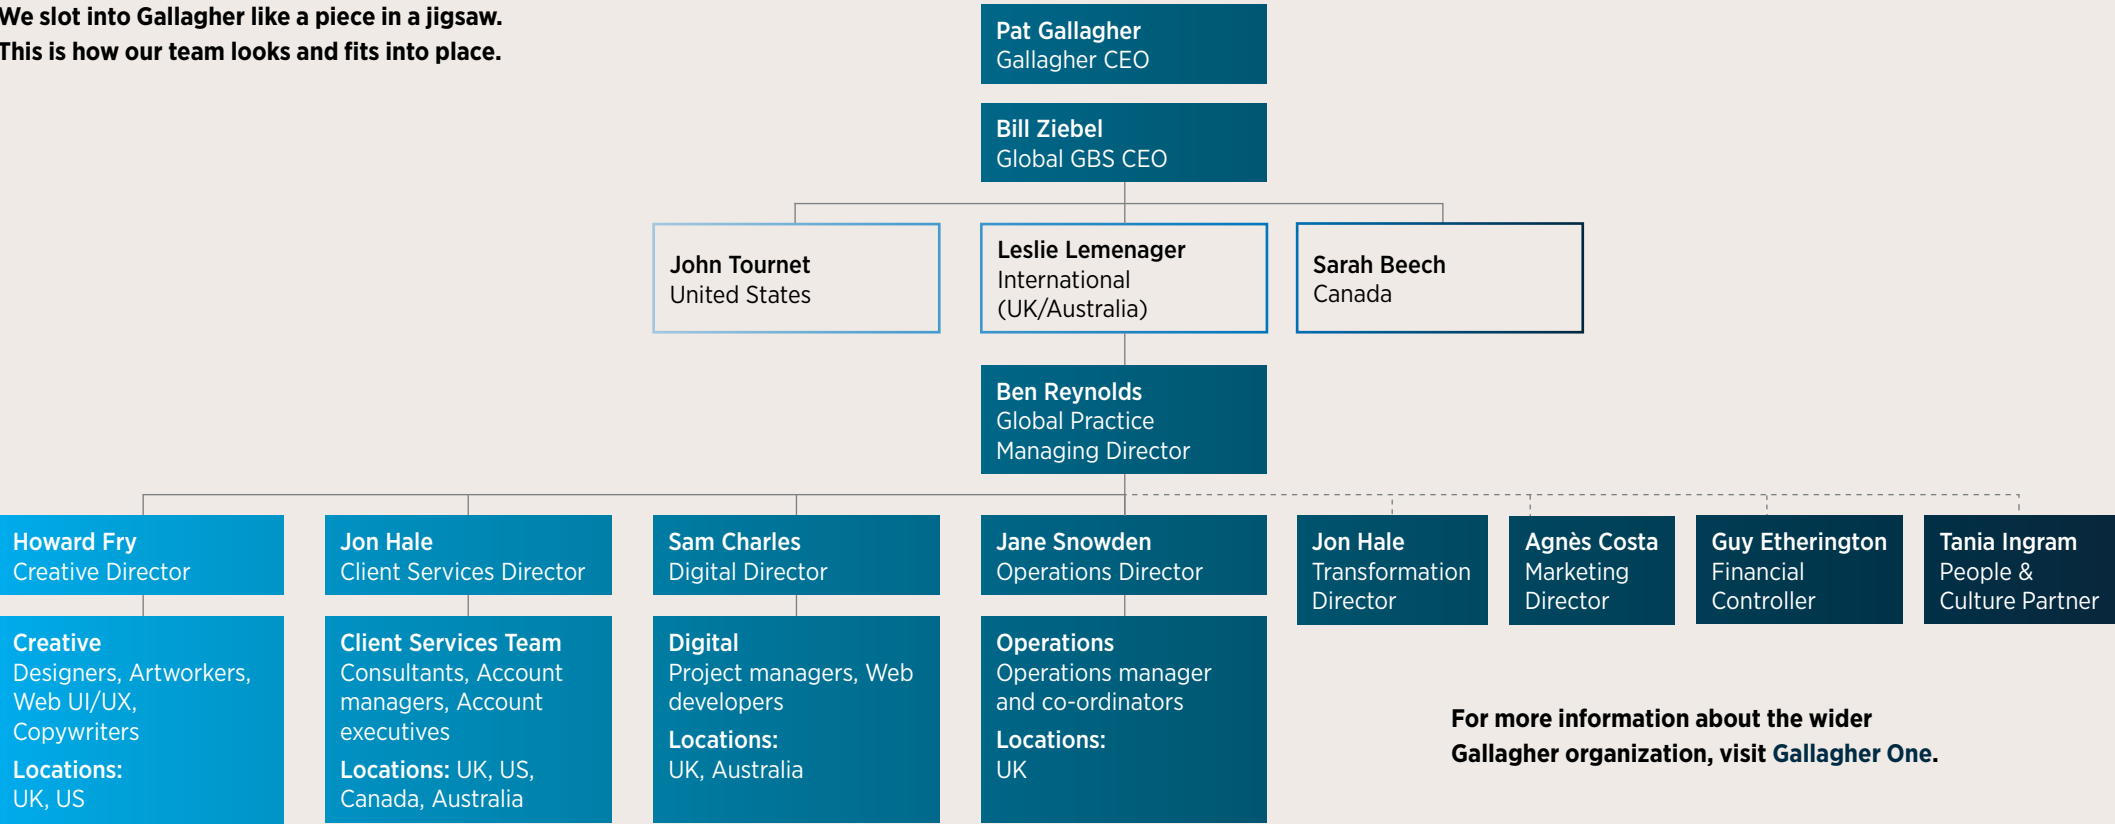 We slot into Gallagher like a piece in a jigsaw.
This is how our team looks and fits into place.
Pat Gallagher
Gallagher CEO
Bill Ziebel
Global GBS CEO
John Tournet
United States
Leslie Lemenager
International
(UK/Australia)
Sarah Beech
Canada
Ben Reynolds
Global Practice
Managing Director
Howard Fry
Creative Director
Jon Hale
Client Services Director
Sam Charles
Digital Director
Jane Snowden
Operations Director
Jon Hale
Transformation
Director
Agnès Costa
Marketing
Director
Guy Etherington
Financial
Controller
Tania Ingram
People &
Culture Partner
Creative
Designers, Artworkers,
Web UI/UX,
Copywriters
Locations:
UK, US
Client Services Team
Consultants, Account
managers, Account
executives
Locations: UK, US,
Canada, Australia
Digital
Project managers, Web
developers
Locations:
UK, Australia
Operations
Operations manager
and co-ordinators
Locations:
UK
For more information about the wider
Gallagher organization, visit Gallagher One.